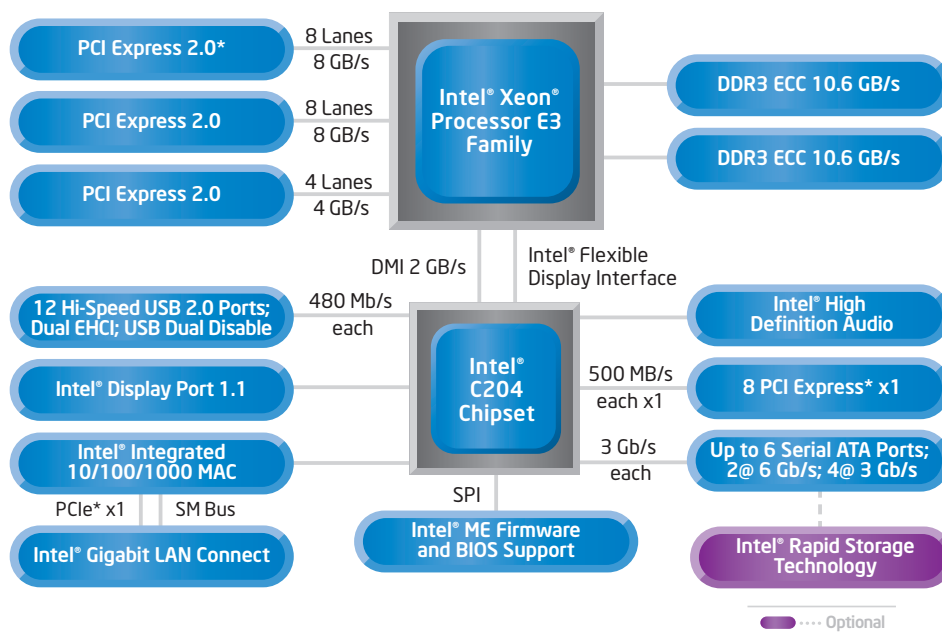 PCI Express 2.0*
8 Lanes
8 GB/s
PCI Express 2.0
8 Lanes
8 GB/s
PCI Express 2.0
4 Lanes
4 GB/s
Intel® Xeon®
Processor E3
Family
DDR3 ECC 10.6 GB/s
DDR3 ECC 10.6 GB/s
DMI 2 GB/s
Intel® Flexible
Display Interface
12 Hi-Speed USB 2.0 Ports;
Dual EHCI; USB Dual Disable
480 Mb/s
each
Intel® Display Port 1.1
Intel® Integrated
10/100/1000 MAC
PCIe* x1
SM Bus
Intel® Gigabit LAN Connect
Intel®
C204
Chipset
SPI
Intel® ME Firmware
and BIOS Support
Intel® High
Definition Audio
500 MB/s
each x1
8 PCI Express* x1
3 Gb/s
each
Up to 6 Serial ATA Ports;
2@ 6 Gb/s; 4@ 3 Gb/s
Intel® Rapid Storage
Technology
Optional